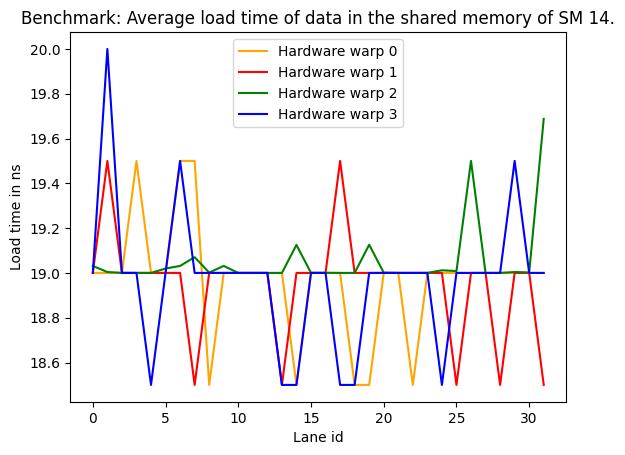 Benchmark: Average load time of data in the shared memory of SM 14.
Hardware warp 0
Hardware warp 1
Hardware warp 2
Hardware warp 3
Load time in ns
20.0
19.8
19.6
19.4
19.2
19.0
18.8
18.6
0 5 10 15 20 25 30
Lane id